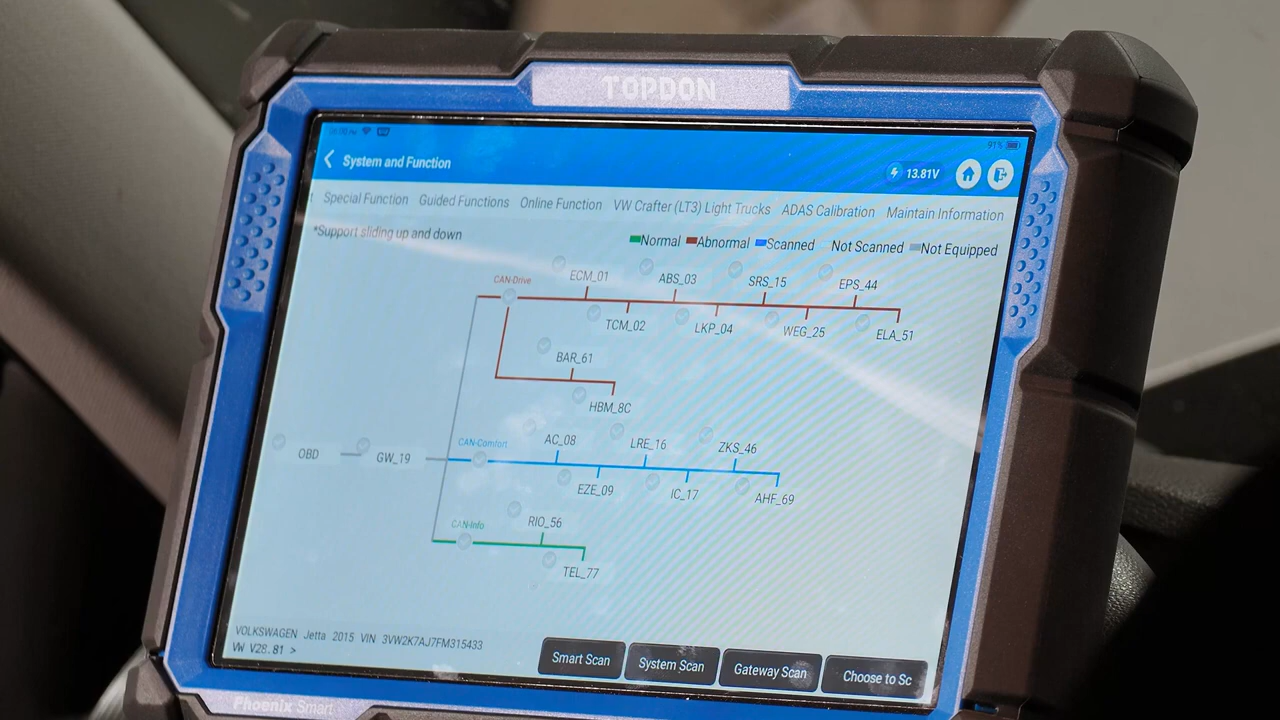 TOPDON
91%
System and Function
13.81V
Special Function Guided Functions Online Function VW Crafter (LT3) Light Trucks ADAS Calibration Maintain Information
*Support sliding up and down
Normal Abnormal Scanned Not Scanned Not Equipped
CAN-Drive ECM_01 ABS_03 SRS_15 EPS_44
TCM_02 LKP_04 WEG_25 ELA_51
BAR_61
HBM_8C
CAN-Comfort AC_08 LRE_16 ZKS_46
OBD GW_19
EZE_09 IC_17 AHF_69
CAN-Info RIO_56
TEL_77
VOLKSWAGEN Jetta 2015 VIN 3VW2K7AJ7FM315433
VW V28.81 >
Smart Scan System Scan Gateway Scan Choose to Sc
Phoenix Smart